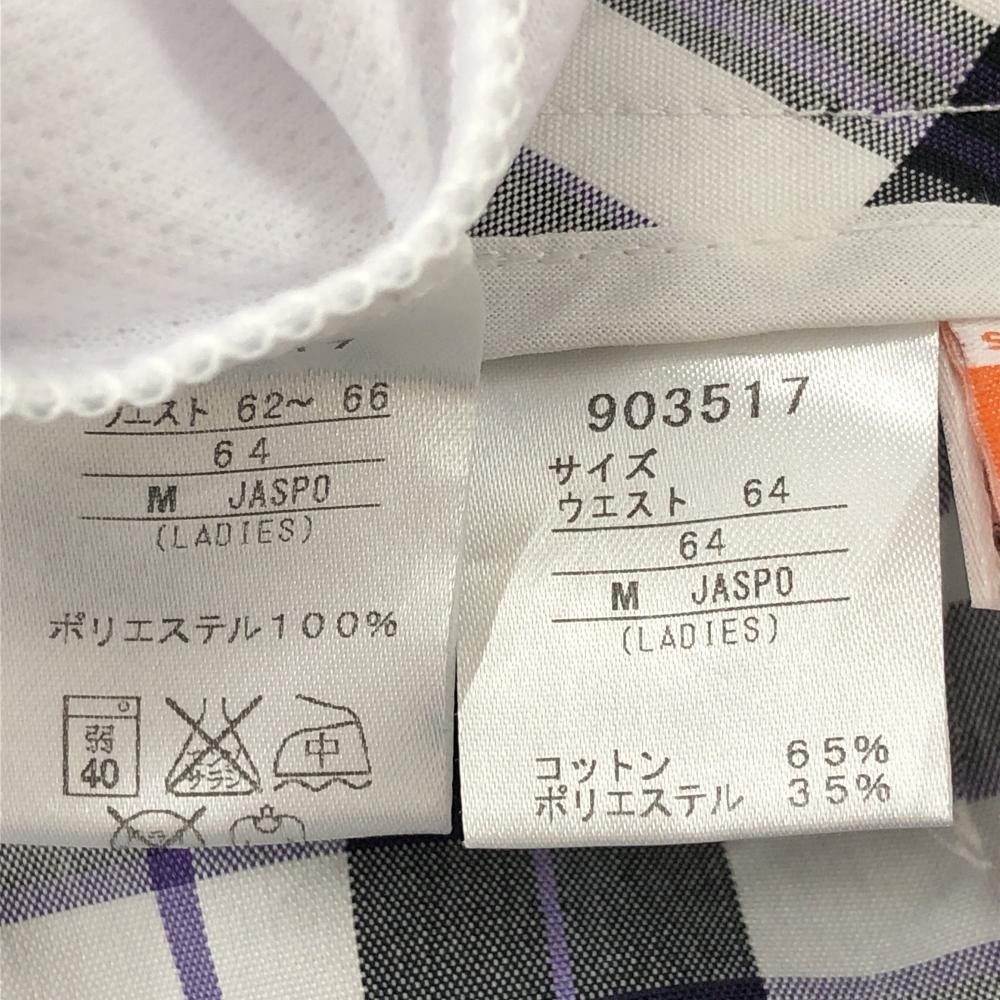 ウエスト 62～ 66
64
M JASPO
(LADIES)
ポリエステル100%
弱
40
中
903517
サイズ
ウエスト 64
64
M JASPO
(LADIES)
コットン 65%
ポリエステル 35%